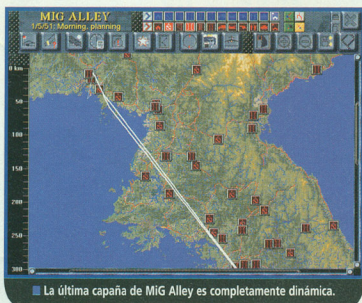 MIG ALLEY
1/5/51: Morning, planning
0 km
50
100
150
200
250
300
La última capaña de MiG Alley es completamente dinámica.